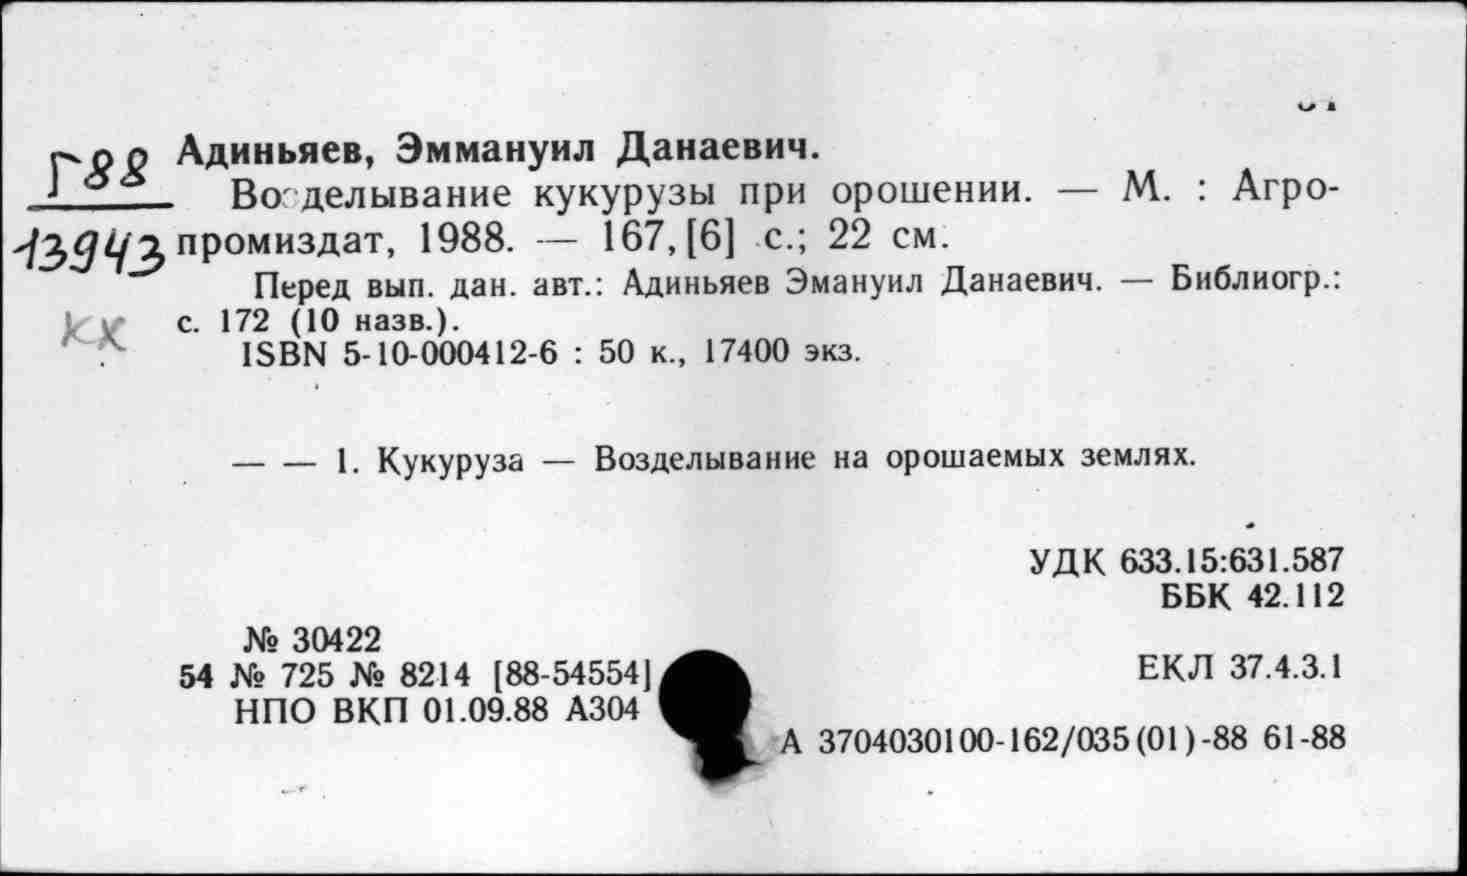 Г88
13943
кх
Адиньяев, Эммануил Данаевич.
Возделывание кукурузы при орошении. — М. : Агро-
промиздат, 1988. — 167, [6] с.; 22 см.
Перед вып. дан. авт.: Адиньяев Эмануил Данаевич. — Библиогр.:
с. 172 (10 назв.).
ISBN 5-10-000412-6 : 50 к., 17400 экз.
— — 1. Кукуруза — Возделывание на орошаемых землях.
УДК 633.15:631.587
ББК 42.112
№ 30422
54 № 725 № 8214 [88-54554]
ЕКЛ 37.4.3.1
НПО ВКП 01.09.88 А304
А 3704030100-162/035(01)-88 61-88